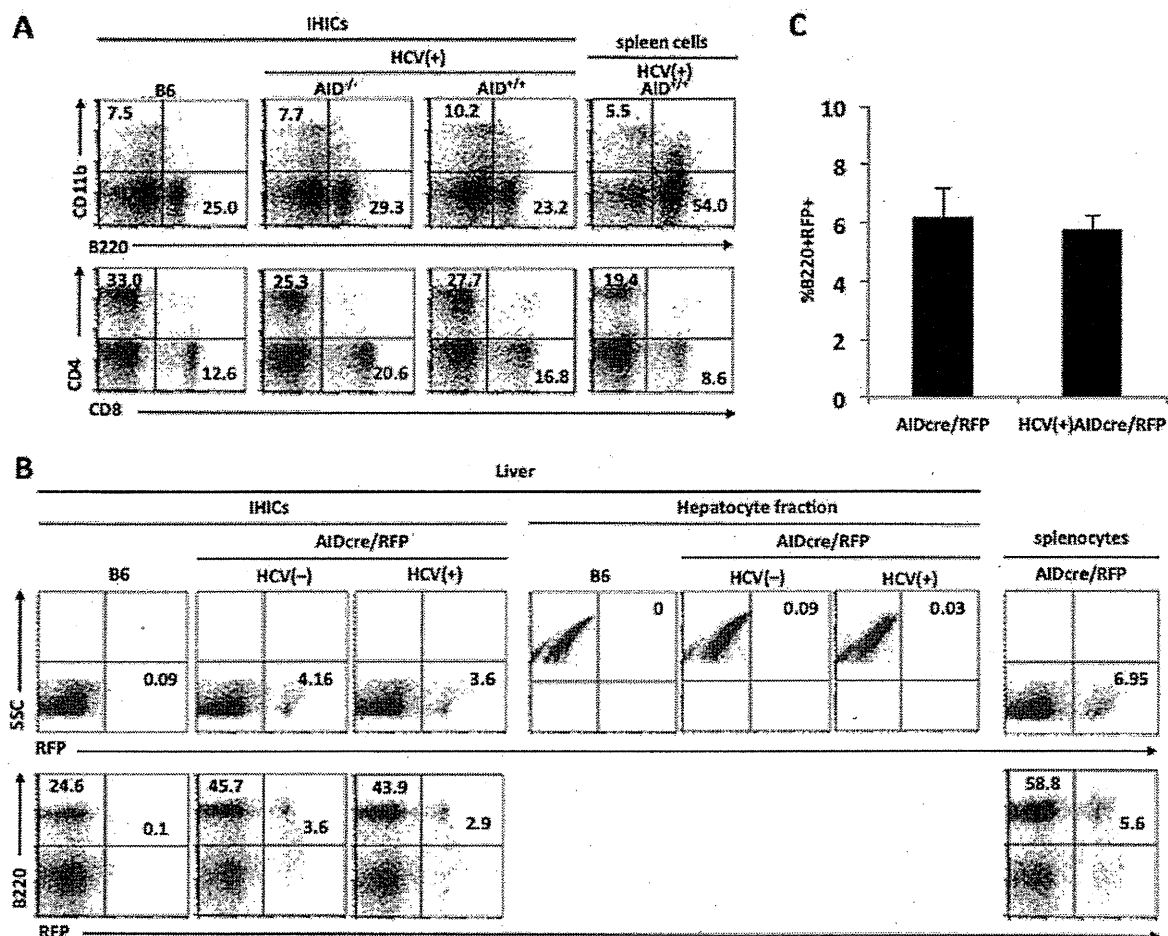 A
IHICs
spleen cells
HCV(+)
HCV(+)
B6
AID-/-
AID+/+
AID+/+
7.5
7.7
10.2
5.5
25.0
29.3
23.2
54.0
CD11b
B220
33.0
25.3
27.7
19.4
12.6
20.6
16.8
8.6
CD4
CD8
C
10
8
6
4
2
0
%B220+RFP+
AIDcre/RFP
HCV(+)AIDcre/RFP
B
Liver
IHICs
Hepatocyte fraction
AIDcre/RFP
AIDcre/RFP
splenocytes
B6
HCV(–)
HCV(+)
B6
HCV(–)
HCV(+)
AIDcre/RFP
0.09
4.16
3.6
0
0.09
0.03
6.95
SSC
RFP
24.6
45.7
43.9
58.8
0.1
3.6
2.9
5.6
B220
RFP